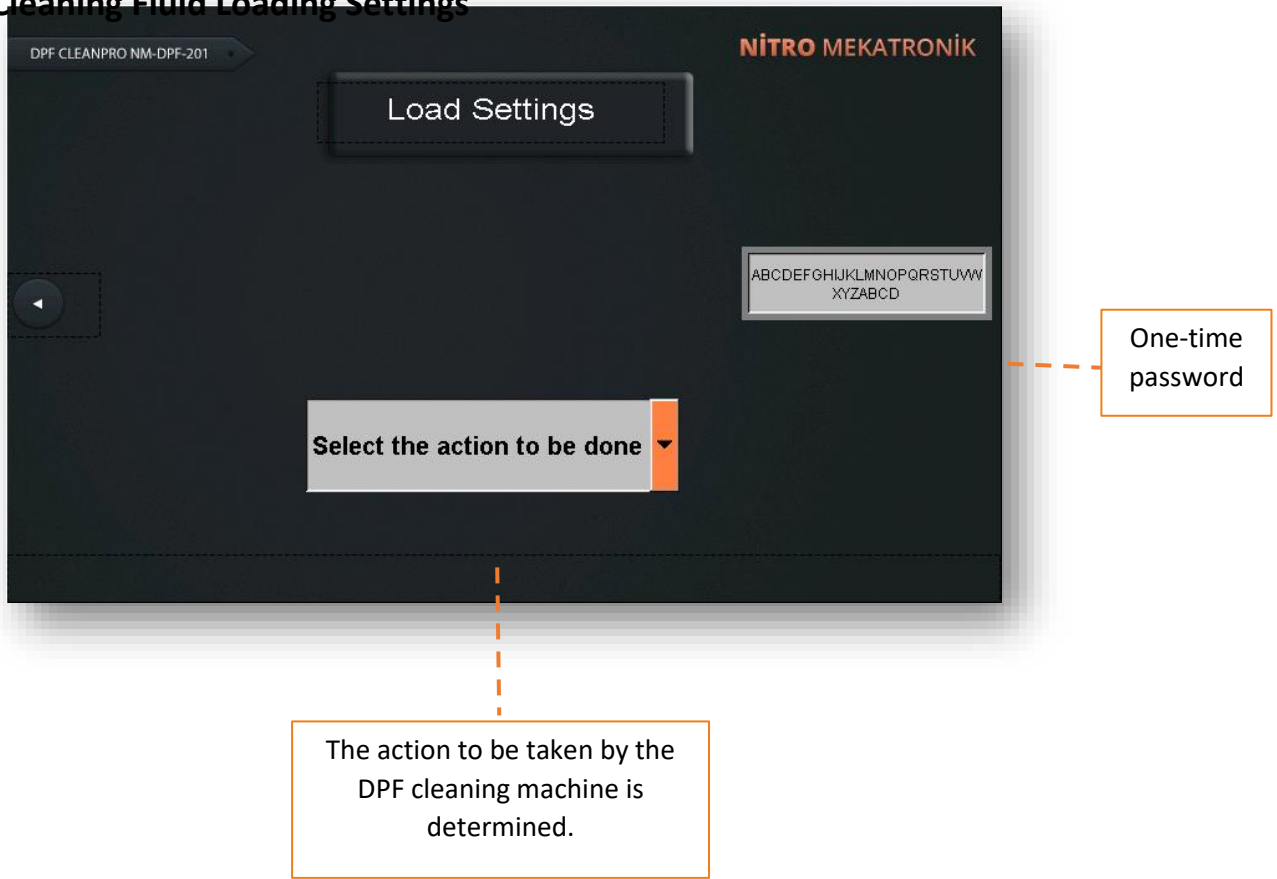 Cleaning Fluid Loading Settings
DPF CLEANPRO NM-DPF-201
NİTRO MEKATRONİK
Load Settings
ABCDEFGHIJKLMNOPQRSTUVW
XYZABCD
One-time
password
Select the action to be done
The action to be taken by the
DPF cleaning machine is
determined.